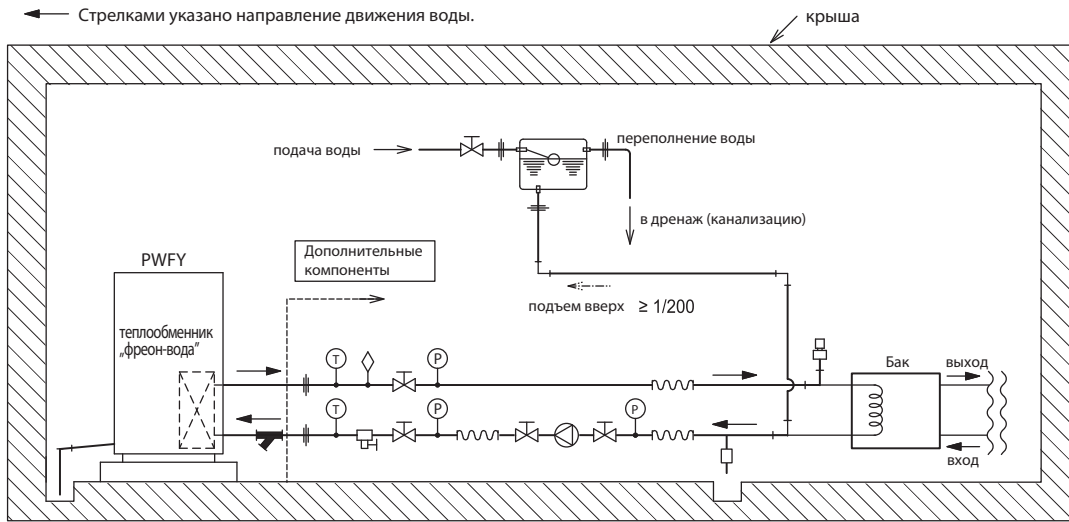 Стрелками указано направление движения воды.
крыша
подача воды
переполнение воды
в дренаж (канализацию)
PWFY
Дополнительные
компоненты
подъем вверх ≥ 1/200
теплообменник
„фреон-вода”
T
P
Бак
выход
T
P
P
вход